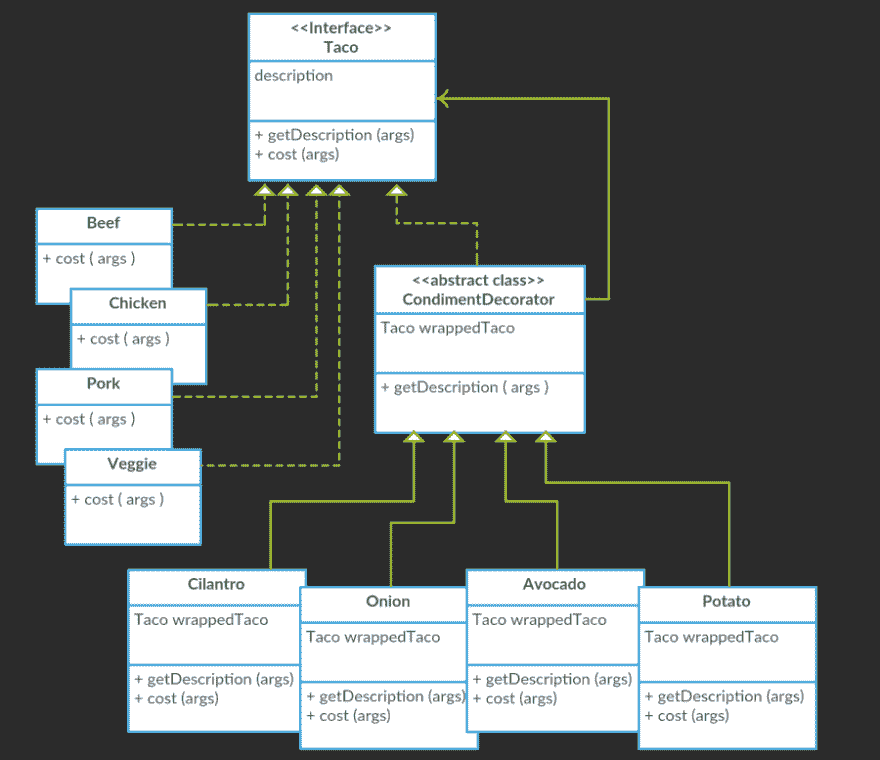 <<Interface>>
Taco
description
+ getDescription (args)
+ cost (args)
Beef
+ cost ( args )
Chicken
+ cost ( args )
Pork
+ cost ( args )
Veggie
+ cost ( args )
<<abstract class>>
CondimentDecorator
Taco wrappedTaco
+ getDescription ( args )
Cilantro
Taco wrappedTaco
+ getDescription (args)
+ cost (args)
Onion
Taco wrappedTaco
+ getDescription (args)
+ cost (args)
Avocado
Taco wrappedTaco
+ getDescription (args)
+ cost (args)
Potato
Taco wrappedTaco
+ getDescription (args)
+ cost (args)